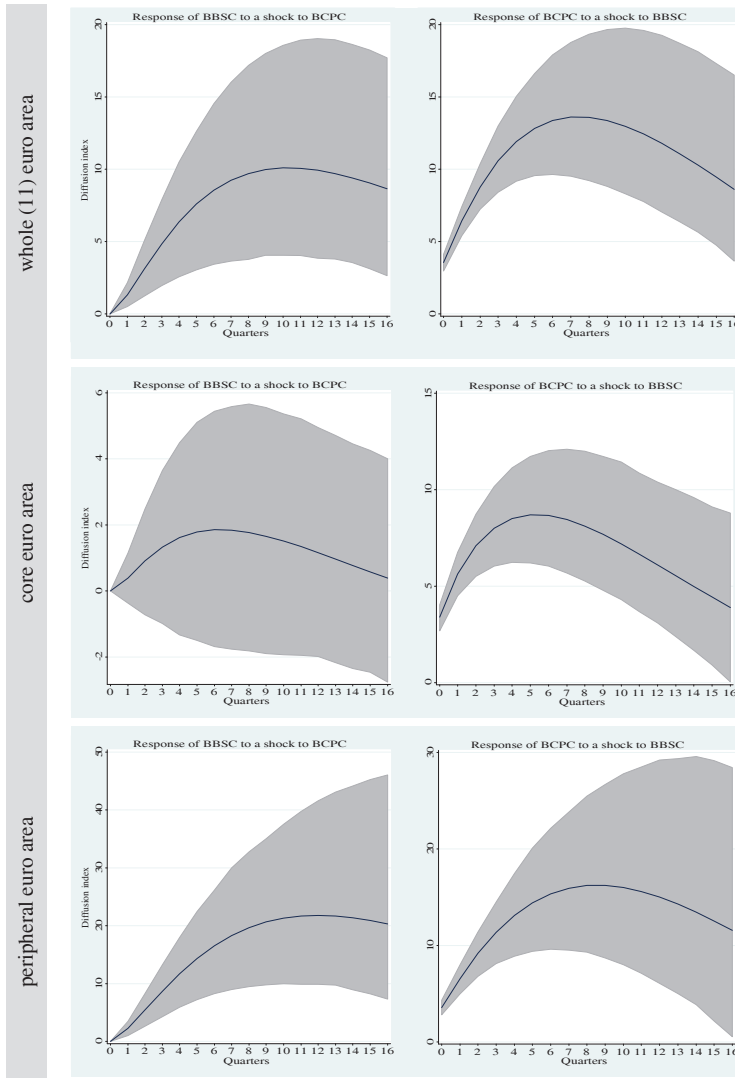 whole (11) euro area
Response of BBSC to a shock to BCPC
Diffusion index
20
15
10
5
0
0 1 2 3 4 5 6 7 8 9 10 11 12 13 14 15 16
Quarters
Response of BCPC to a shock to BBSC
20
15
10
5
0
0 1 2 3 4 5 6 7 8 9 10 11 12 13 14 15 16
Quarters
core euro area
Response of BBSC to a shock to BCPC
Diffusion index
6
4
2
0
-2
0 1 2 3 4 5 6 7 8 9 10 11 12 13 14 15 16
Quarters
Response of BCPC to a shock to BBSC
15
10
5
0
0 1 2 3 4 5 6 7 8 9 10 11 12 13 14 15 16
Quarters
peripheral euro area
Response of BBSC to a shock to BCPC
Diffusion index
50
40
30
20
10
0
0 1 2 3 4 5 6 7 8 9 10 11 12 13 14 15 16
Quarters
Response of BCPC to a shock to BBSC
30
20
10
0
0 1 2 3 4 5 6 7 8 9 10 11 12 13 14 15 16
Quarters